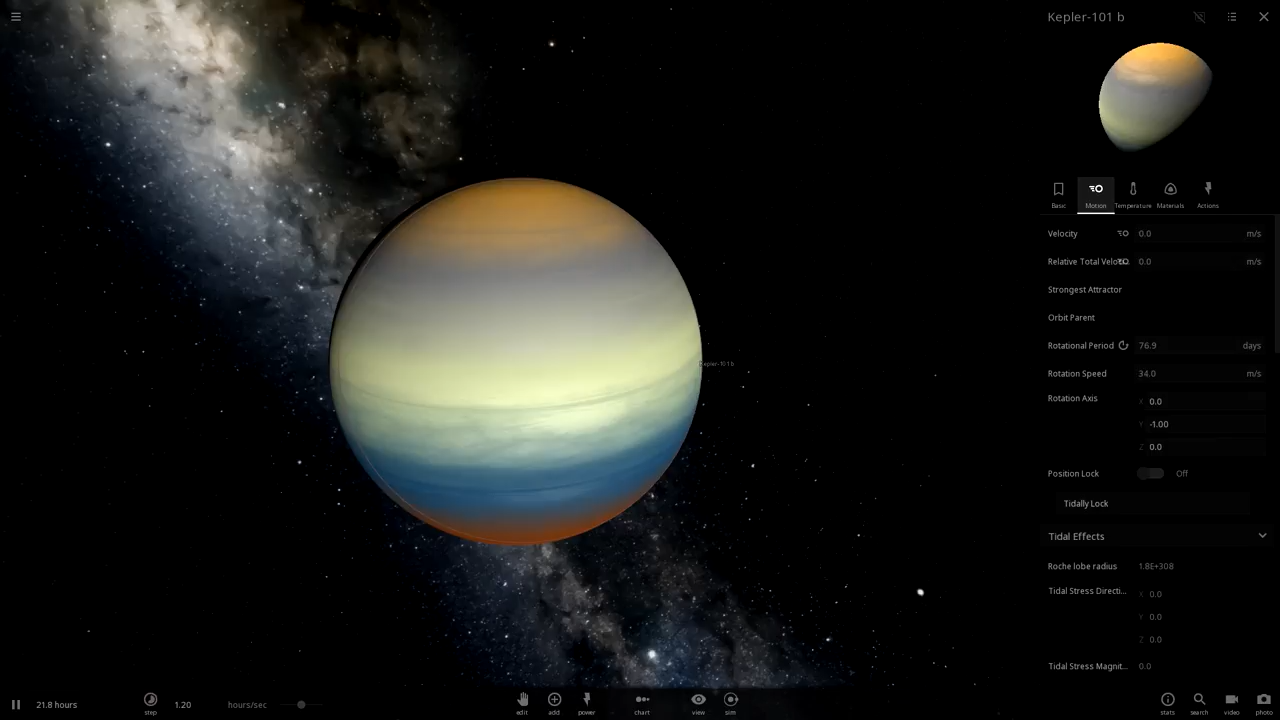 Kepler-101 b
Basic Motion Temperature Materials Actions
Velocity 0.0 m/s
Relative Total Velo... 0.0 m/s
Strongest Attractor
Orbit Parent
Rotational Period 76.9 days
Rotation Speed 34.0 m/s
Rotation Axis X 0.0
Y -1.00
Z 0.0
Position Lock Off
Tidally Lock
Tidal Effects
Roche lobe radius 1.8E+308
Tidal Stress Directi... X 0.0
Y 0.0
Z 0.0
Tidal Stress Magnit... 0.0
Kepler-101 b
21.8 hours step 1.20 hours/sec edit add power chart view sim stats search video photo